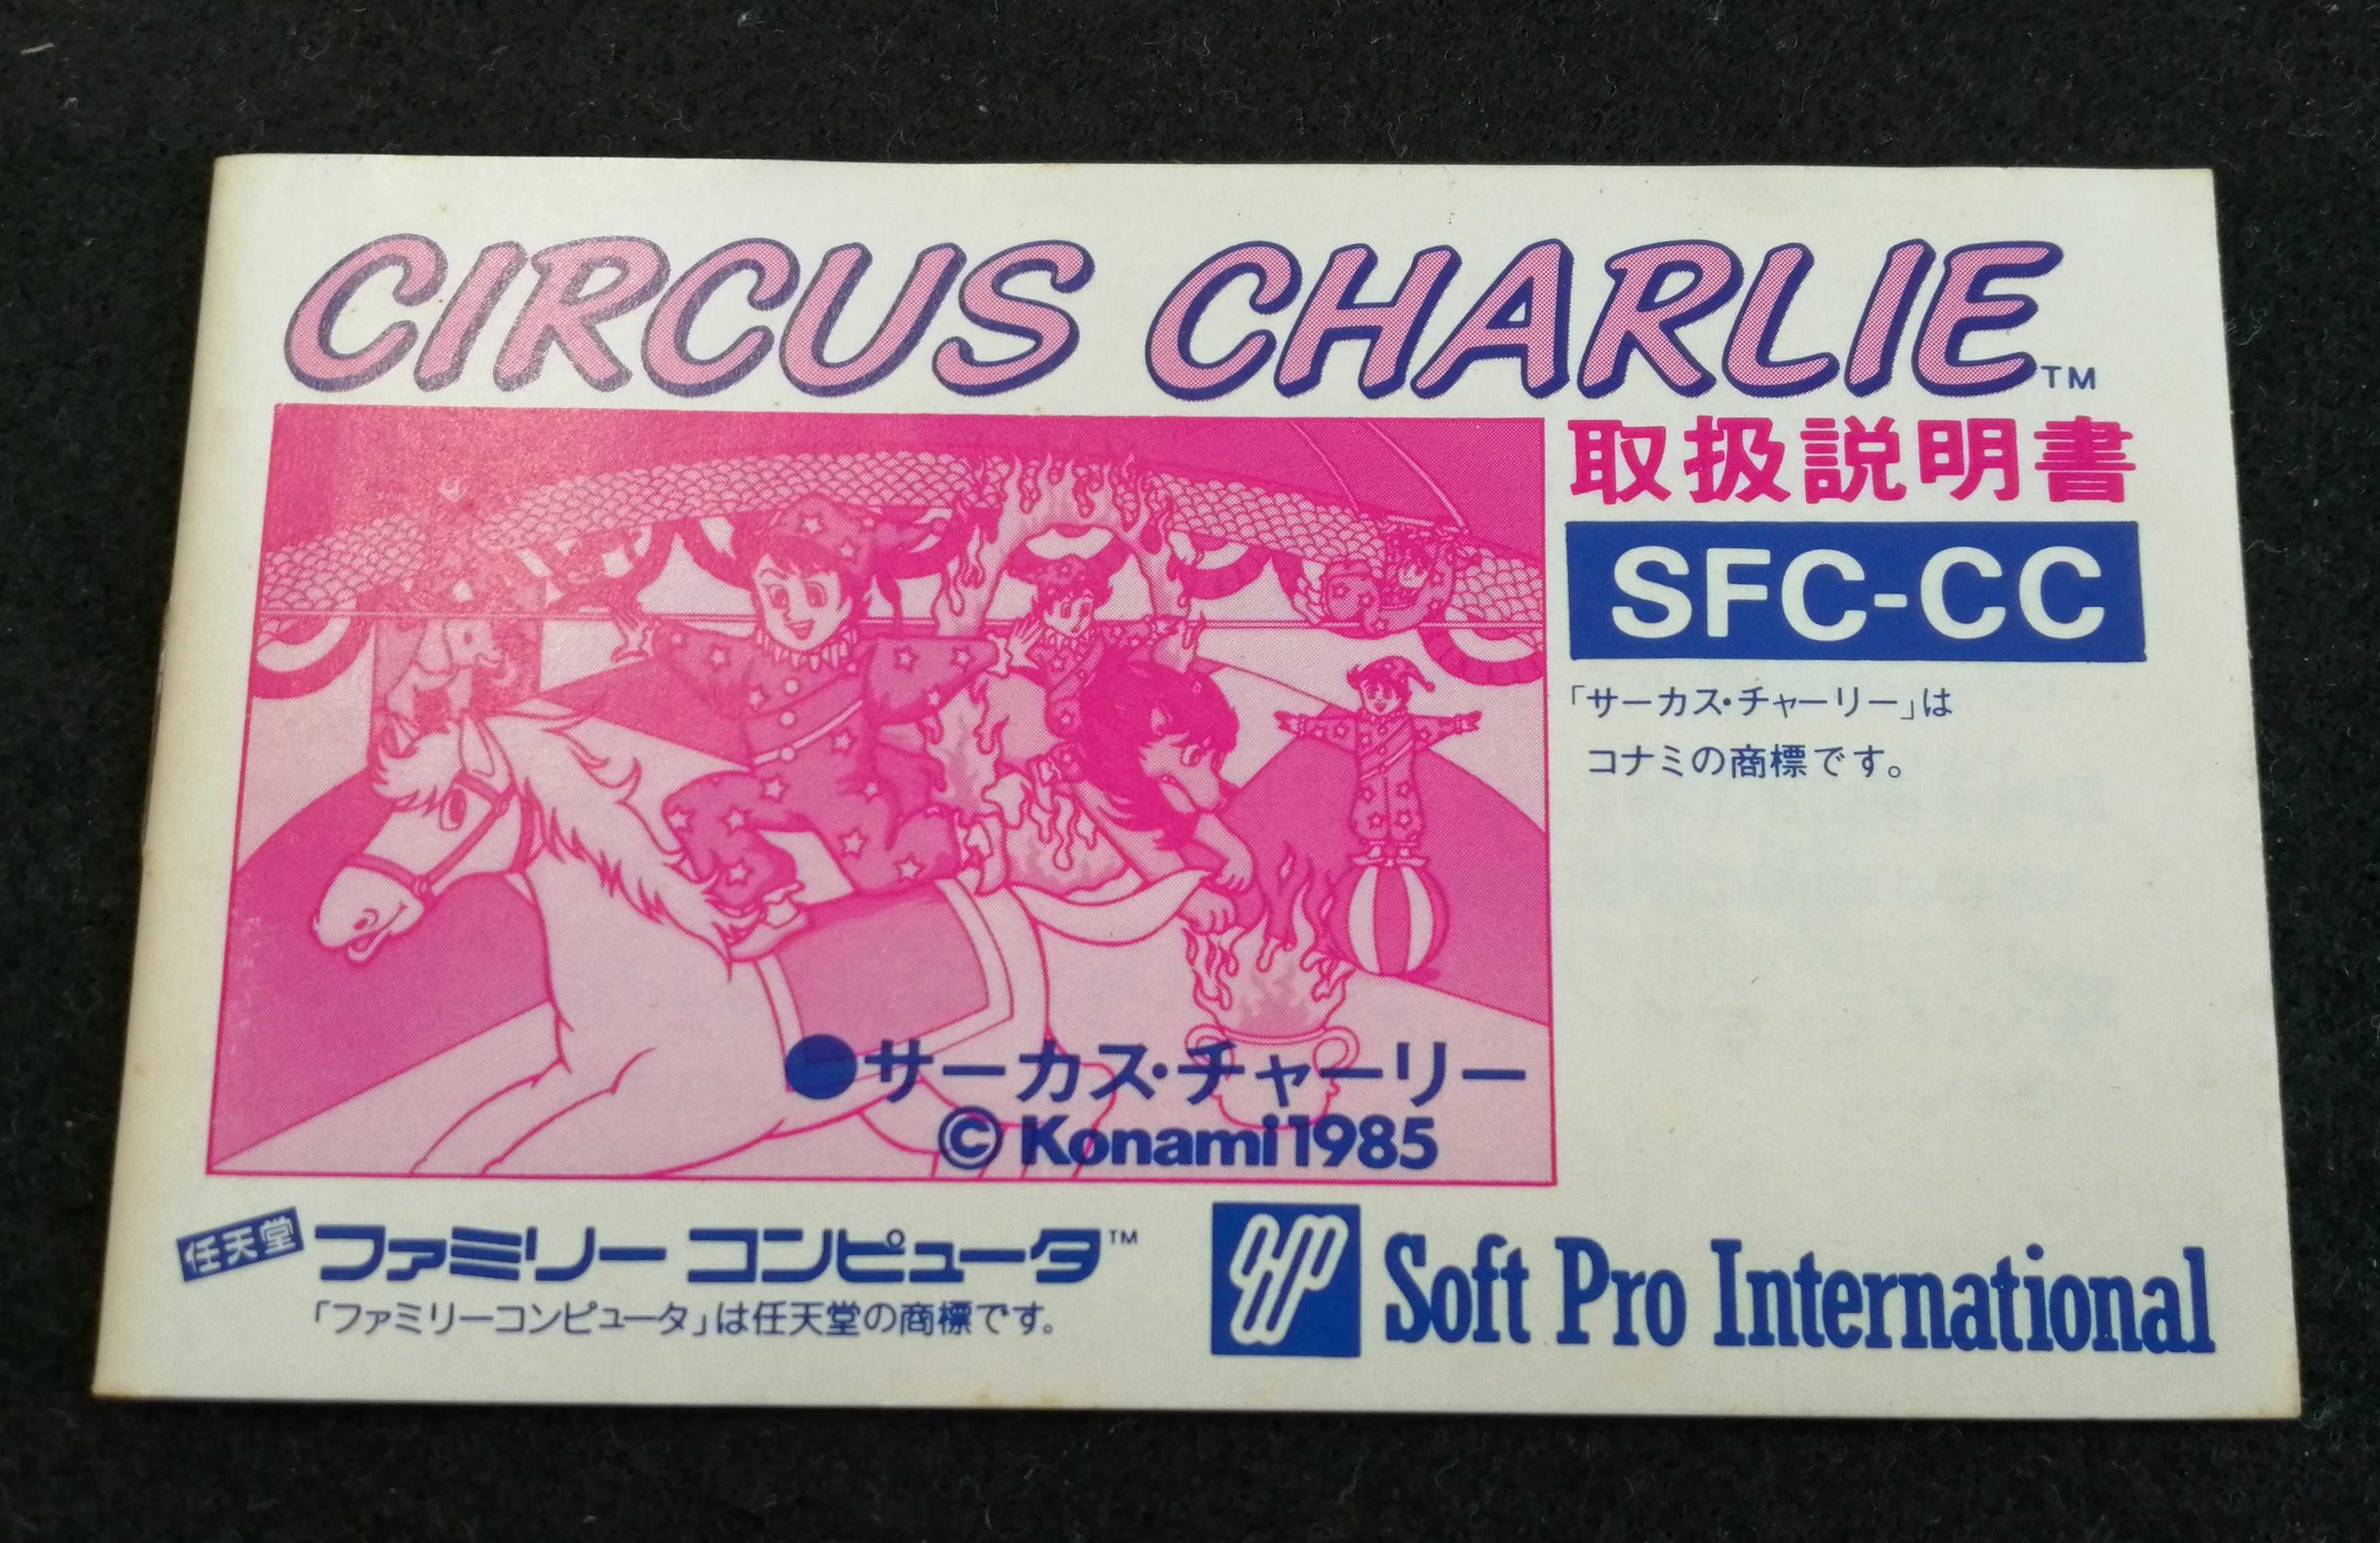 CIRCUS CHARLIE™
取扱説明書
SFC-CC
「サーカス・チャーリー」は
コナミの商標です。
●サーカス・チャーリー
© Konami 1985
任天堂 ファミリー コンピュータ™
「ファミリーコンピュータ」は任天堂の商標です。
Soft Pro International